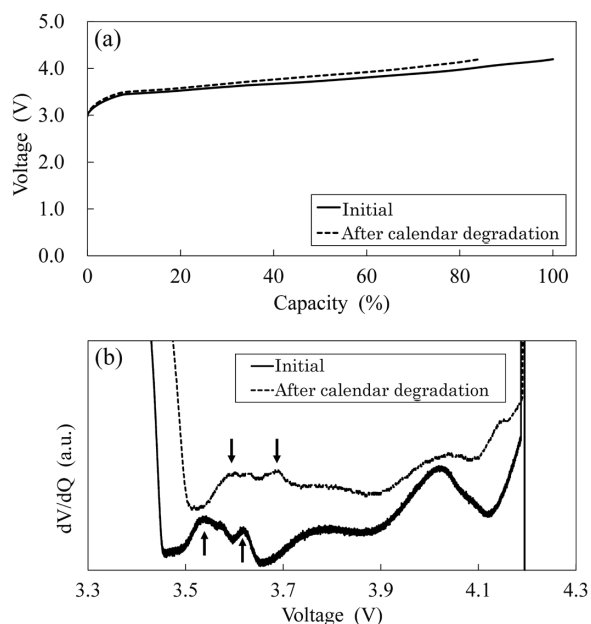 (a)
5.0
4.0
3.0
2.0
1.0
0.0
Voltage (V)
Initial
After calendar degradation
0 20 40 60 80 100
Capacity (%)
(b)
Initial
After calendar degradation
dV/dQ (a.u.)
3.3 3.5 3.7 3.9 4.1 4.3
Voltage (V)